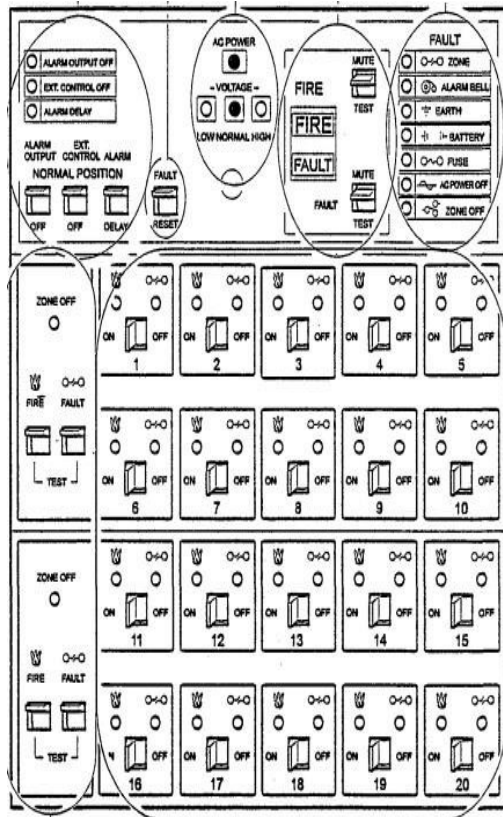 ALARM OUTPUT OFF
EXT. CONTROL OFF
ALARM DELAY
ALARM OUTPUT
EXT. CONTROL
ALARM
NORMAL POSITION
OFF
OFF
DELAY
FAULT
RESET
AC POWER
VOLTAGE
LOW NORMAL HIGH
FIRE
FIRE
FAULT
MUTE
TEST
MUTE
FAULT
TEST
FAULT
ZONE
ALARM BELL
EARTH
BATTERY
FUSE
AC POWER OFF
ZONE OFF
ZONE OFF
FIRE FAULT
TEST
ON OFF
1
ON OFF
2
ON OFF
3
ON OFF
4
ON OFF
5
ON OFF
6
ON OFF
7
ON OFF
8
ON OFF
9
ON OFF
10
ZONE OFF
FIRE FAULT
TEST
ON OFF
11
ON OFF
12
ON OFF
13
ON OFF
14
ON OFF
15
OFF
16
ON OFF
17
ON OFF
18
ON OFF
19
ON OFF
20